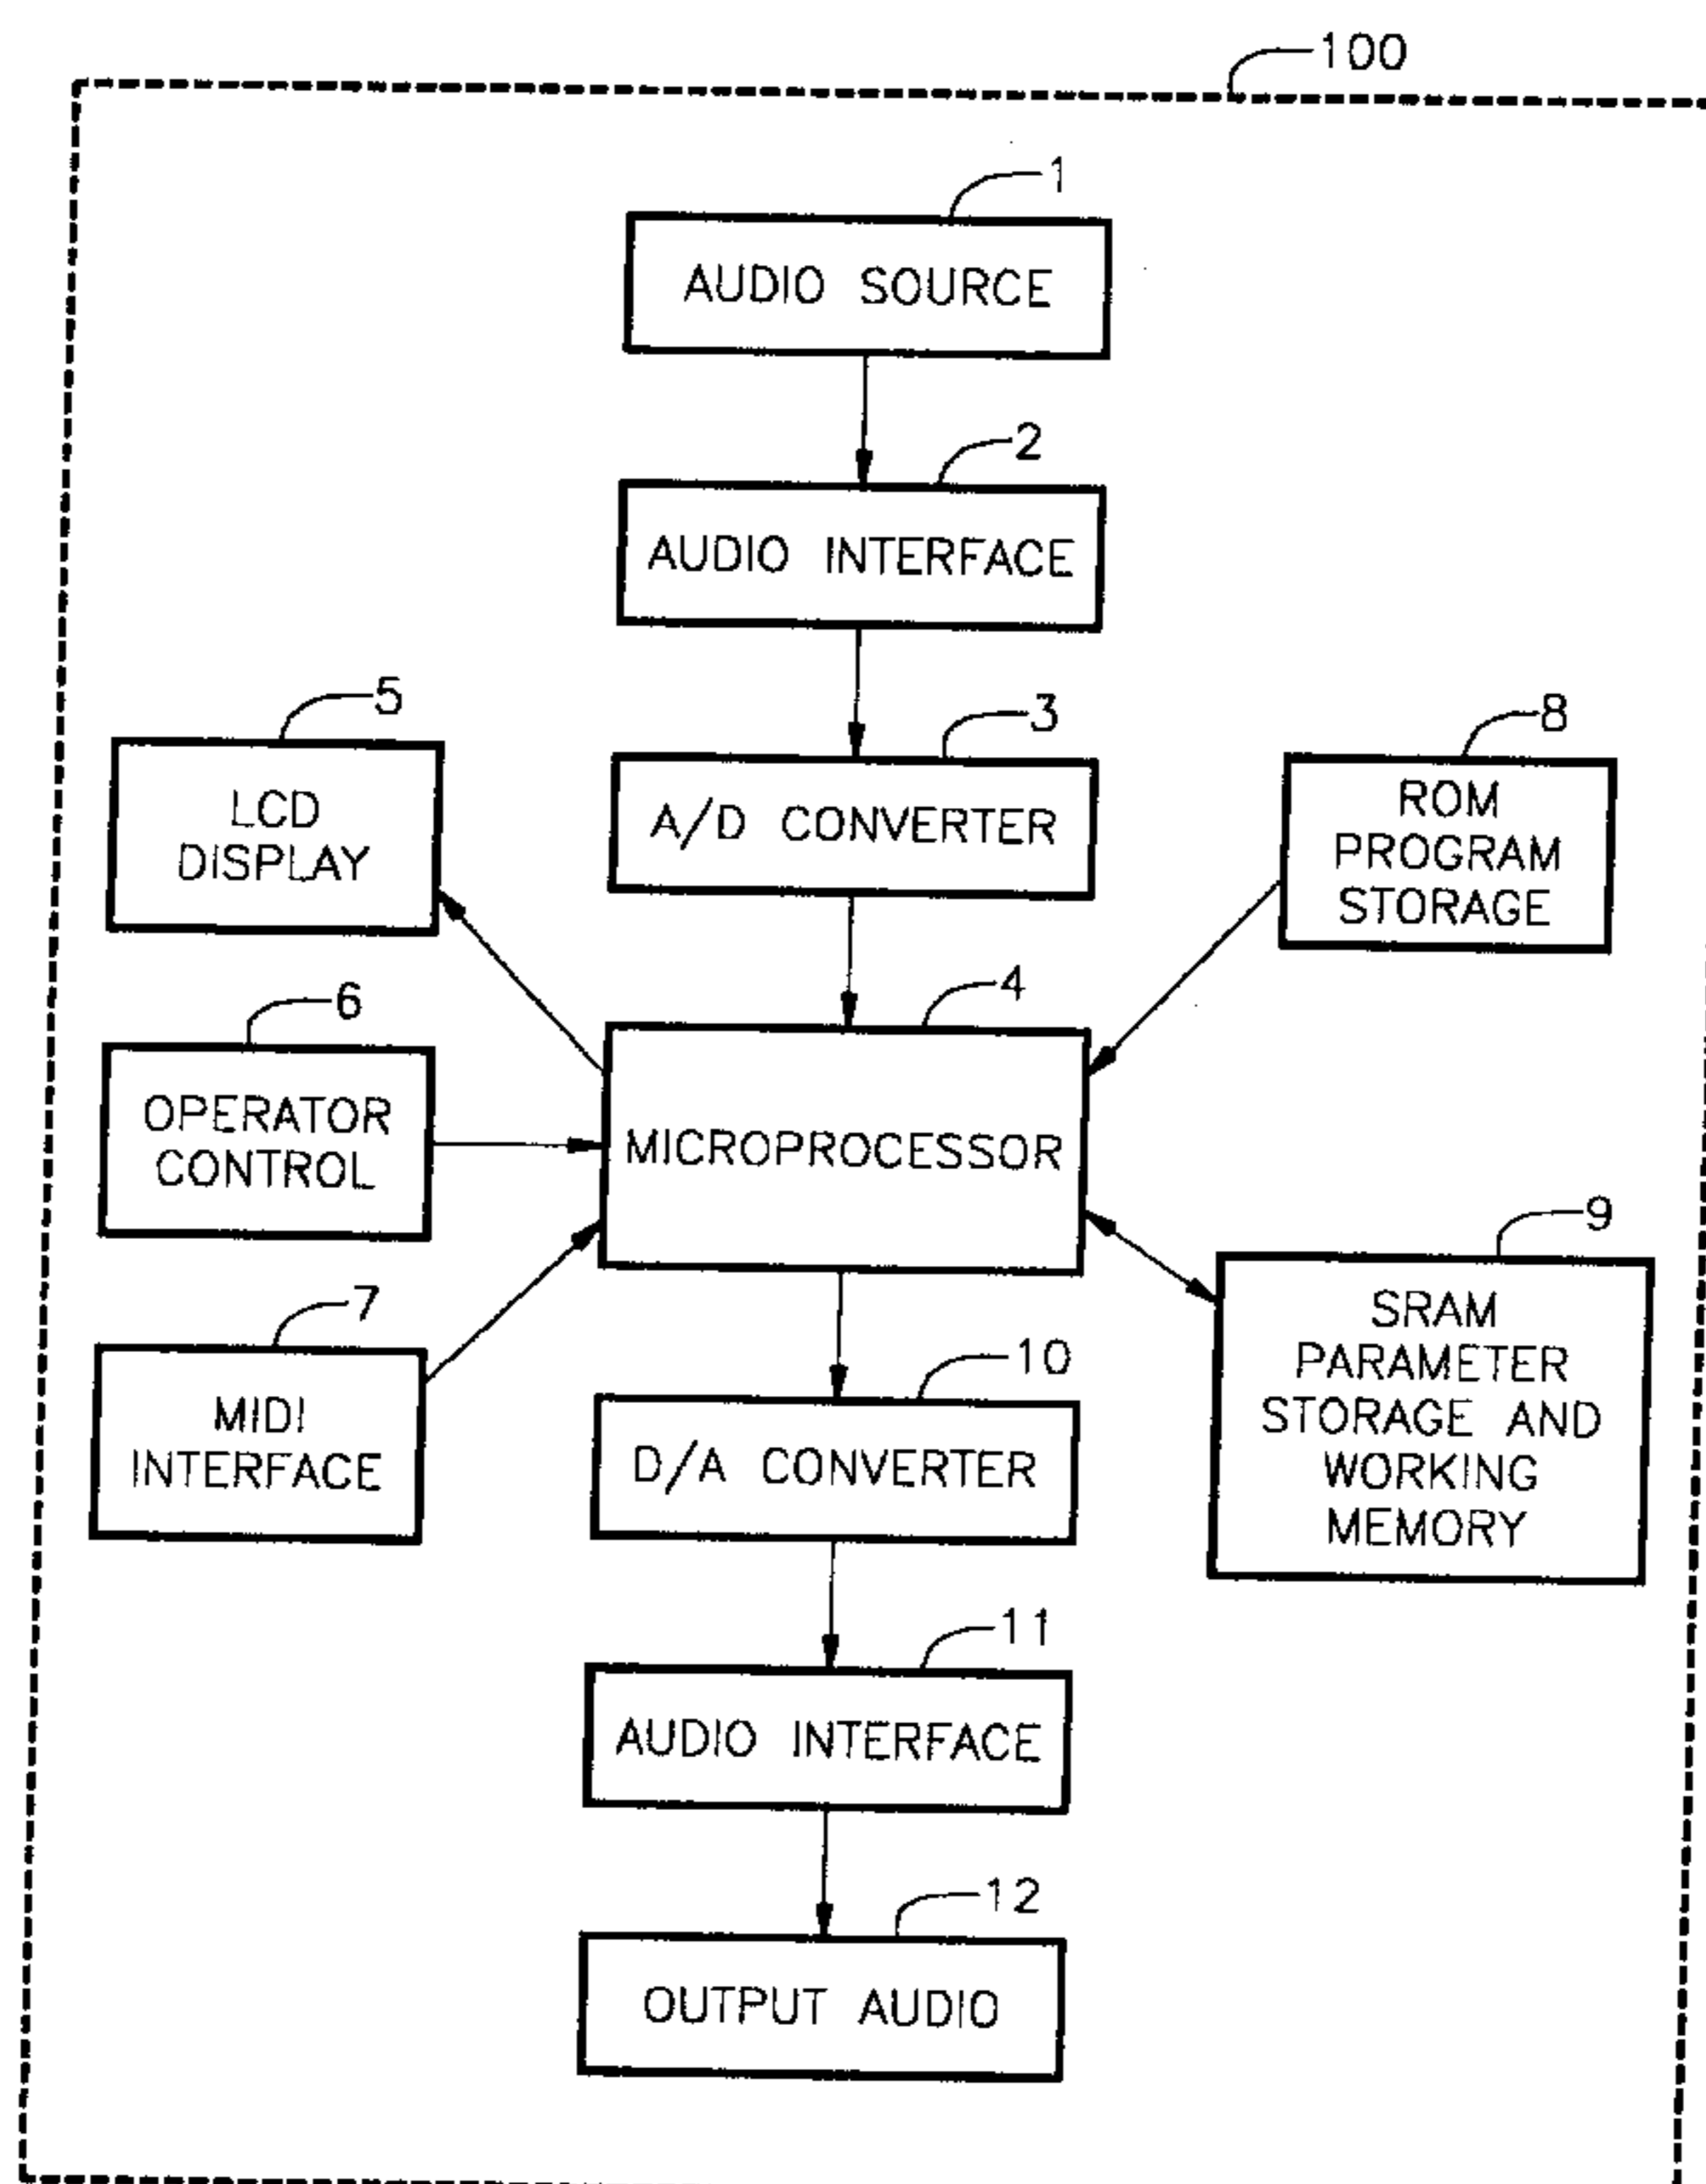 100
1
AUDIO SOURCE
2
AUDIO INTERFACE
5
LCD
DISPLAY
3
A/D CONVERTER
8
ROM
PROGRAM
STORAGE
6
OPERATOR
CONTROL
4
MICROPROCESSOR
7
MIDI
INTERFACE
9
SRAM
PARAMETER
STORAGE AND
WORKING
MEMORY
10
D/A CONVERTER
11
AUDIO INTERFACE
12
OUTPUT AUDIO